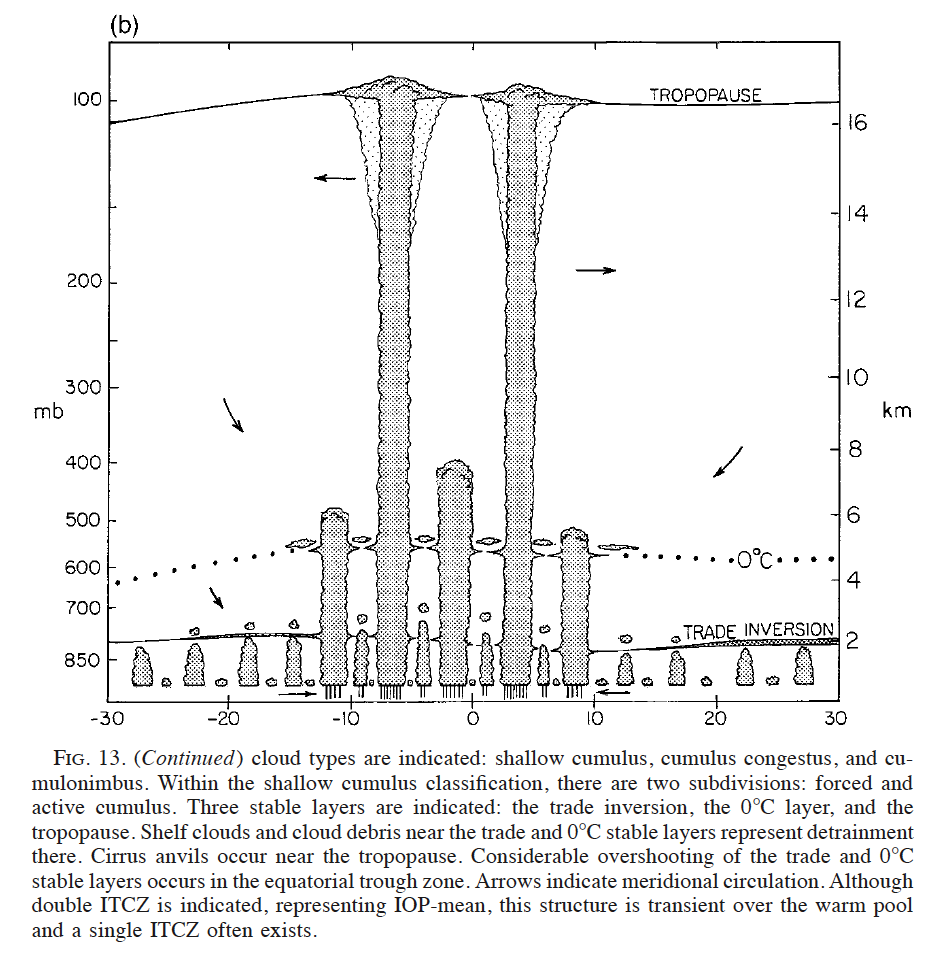 (b)
100
TROPOPAUSE
16
14
200
12
300
10
mb
km
400
8
500
6
0°C
600
4
700
TRADE INVERSION
2
850
-30 -20 -10 0 10 20 30
FIG. 13. (Continued) cloud types are indicated: shallow cumulus, cumulus congestus, and cu-
mulonimbus. Within the shallow cumulus classification, there are two subdivisions: forced and
active cumulus. Three stable layers are indicated: the trade inversion, the 0°C layer, and the
tropopause. Shelf clouds and cloud debris near the trade and 0°C stable layers represent detrainment
there. Cirrus anvils occur near the tropopause. Considerable overshooting of the trade and 0°C
stable layers occurs in the equatorial trough zone. Arrows indicate meridional circulation. Although
double ITCZ is indicated, representing IOP-mean, this structure is transient over the warm pool
and a single ITCZ often exists.